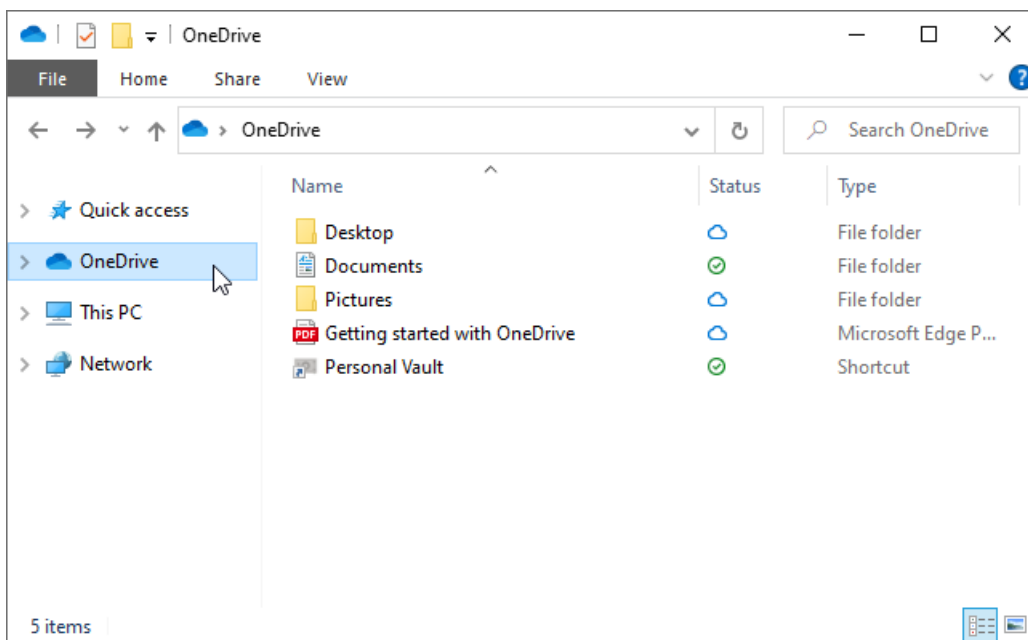 OneDrive
File Home Share View ?
OneDrive Search OneDrive
Name Status Type
Quick access
OneDrive
This PC
Network
Desktop File folder
Documents File folder
Pictures File folder
PDF Getting started with OneDrive Microsoft Edge P...
Personal Vault Shortcut
5 items